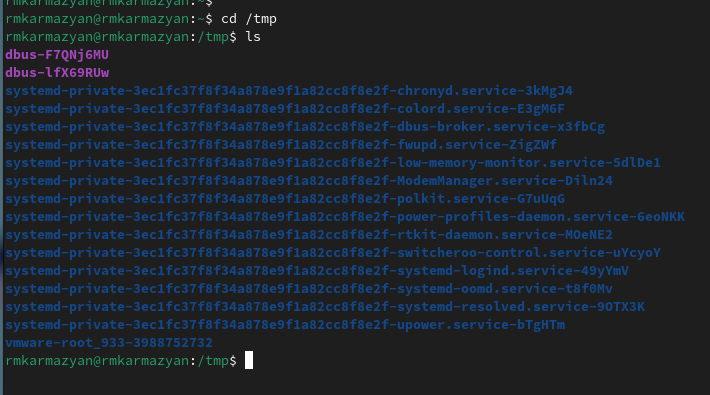 rmkarmazyan@rmkarmazyan:~$
rmkarmazyan@rmkarmazyan:~$ cd /tmp
rmkarmazyan@rmkarmazyan:/tmp$ ls
dbus-F7QNj6MU
dbus-lfX69RUw
systemd-private-3ec1fc37f8f34a878e9f1a82cc8f8e2f-chronyd.service-3kMgJ4
systemd-private-3ec1fc37f8f34a878e9f1a82cc8f8e2f-colord.service-E3gM6F
systemd-private-3ec1fc37f8f34a878e9f1a82cc8f8e2f-dbus-broker.service-x3fbCg
systemd-private-3ec1fc37f8f34a878e9f1a82cc8f8e2f-fwupd.service-ZigZWf
systemd-private-3ec1fc37f8f34a878e9f1a82cc8f8e2f-low-memory-monitor.service-5dlDe1
systemd-private-3ec1fc37f8f34a878e9f1a82cc8f8e2f-ModemManager.service-Diln24
systemd-private-3ec1fc37f8f34a878e9f1a82cc8f8e2f-polkit.service-G7uUqG
systemd-private-3ec1fc37f8f34a878e9f1a82cc8f8e2f-power-profiles-daemon.service-6eoNKK
systemd-private-3ec1fc37f8f34a878e9f1a82cc8f8e2f-rtkit-daemon.service-MOeNE2
systemd-private-3ec1fc37f8f34a878e9f1a82cc8f8e2f-switcheroo-control.service-uYcyoY
systemd-private-3ec1fc37f8f34a878e9f1a82cc8f8e2f-systemd-logind.service-49yYmV
systemd-private-3ec1fc37f8f34a878e9f1a82cc8f8e2f-systemd-oomd.service-t8f0Mv
systemd-private-3ec1fc37f8f34a878e9f1a82cc8f8e2f-systemd-resolved.service-9OTX3K
systemd-private-3ec1fc37f8f34a878e9f1a82cc8f8e2f-upower.service-bTgHTm
vmware-root_933-3988752732
rmkarmazyan@rmkarmazyan:/tmp$